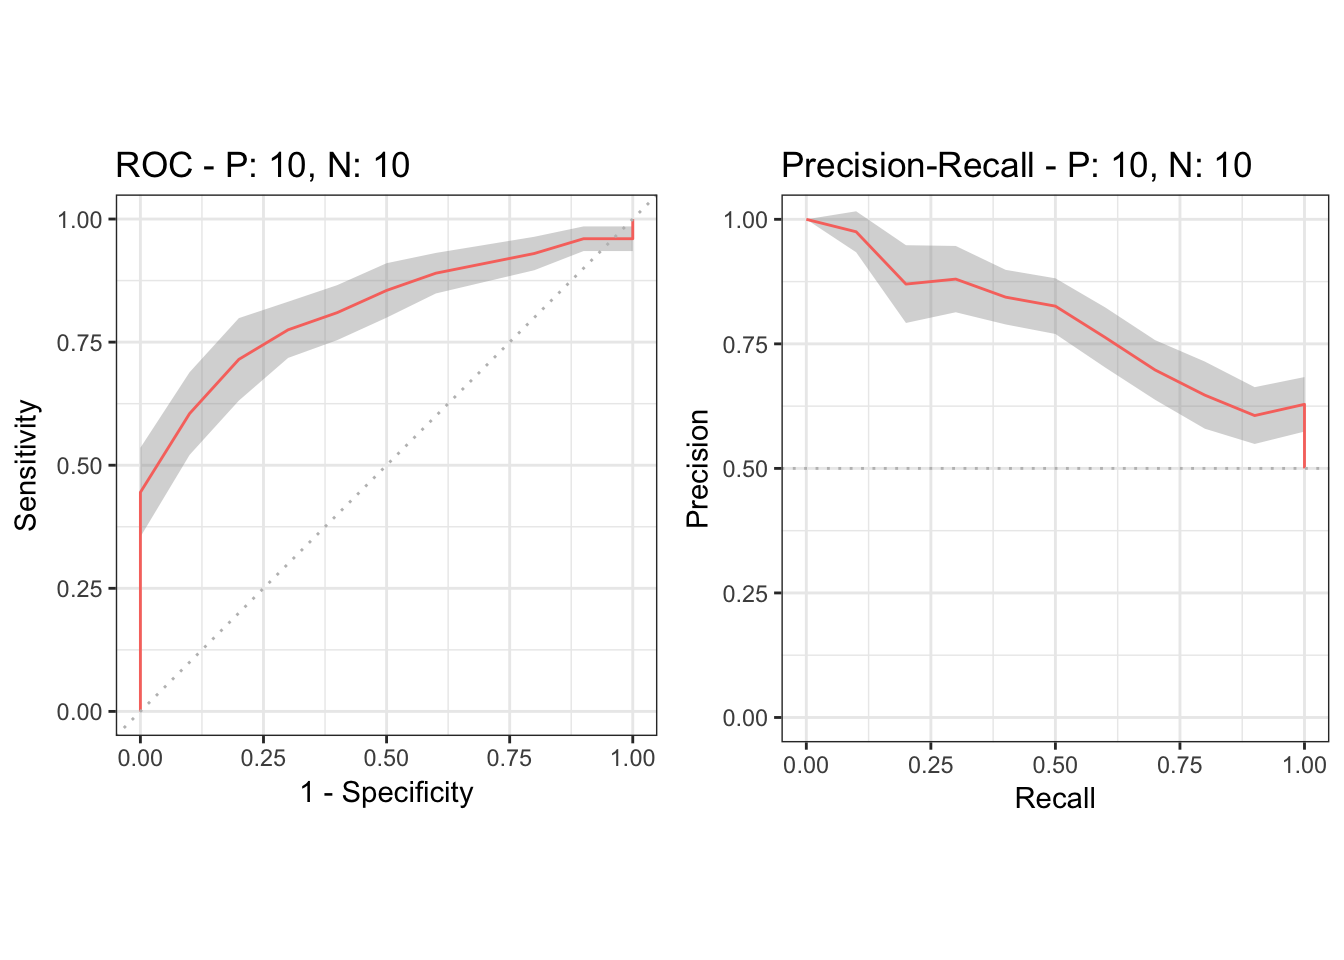 ROC - P: 10, N: 10
1.00
0.75
0.50
0.25
0.00
Sensitivity
0.00 0.25 0.50 0.75 1.00
1 - Specificity
Precision-Recall - P: 10, N: 10
1.00
0.75
0.50
0.25
0.00
Precision
0.00 0.25 0.50 0.75 1.00
Recall